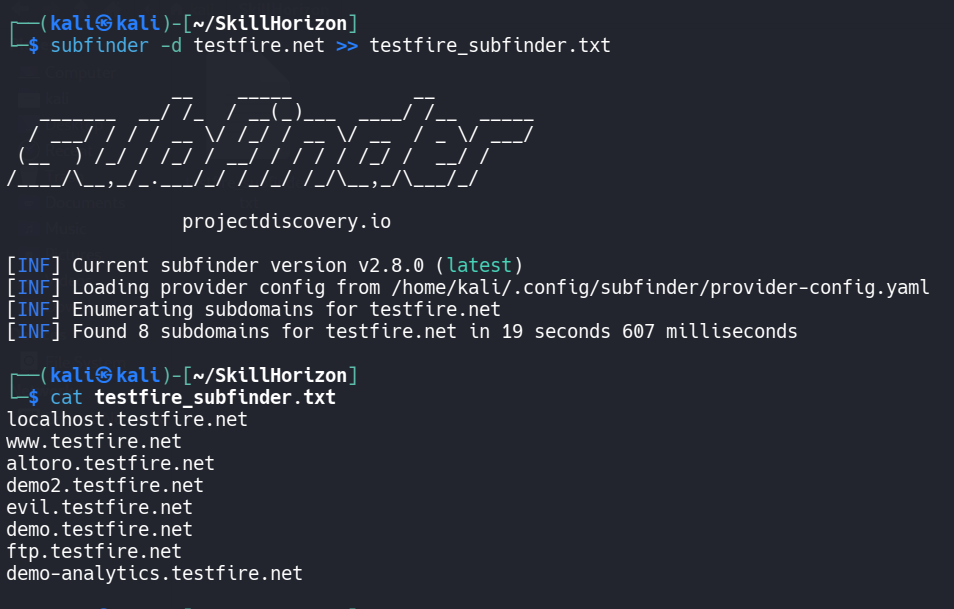 ┌──(kali㉿kali)-[~/SkillHorizon]
└─$ subfinder -d testfire.net >> testfire_subfinder.txt
               __    _____           __
   _______  __/ /_  / __(_)___  ____/ /__  _____
  / ___/ / / / __ \/ /_/ / __ \/ __  / _ \/ ___/
 (__  ) /_/ / /_/ / __/ / / / / /_/ /  __/ /
/____/\__,_/_.___/_/ /_/_/ /_/\__,_/\___/_/
projectdiscovery.io
[INF] Current subfinder version v2.8.0 (latest)
[INF] Loading provider config from /home/kali/.config/subfinder/provider-config.yaml
[INF] Enumerating subdomains for testfire.net
[INF] Found 8 subdomains for testfire.net in 19 seconds 607 milliseconds
┌──(kali㉿kali)-[~/SkillHorizon]
└─$ cat testfire_subfinder.txt
localhost.testfire.net
www.testfire.net
altoro.testfire.net
demo2.testfire.net
evil.testfire.net
demo.testfire.net
ftp.testfire.net
demo-analytics.testfire.net